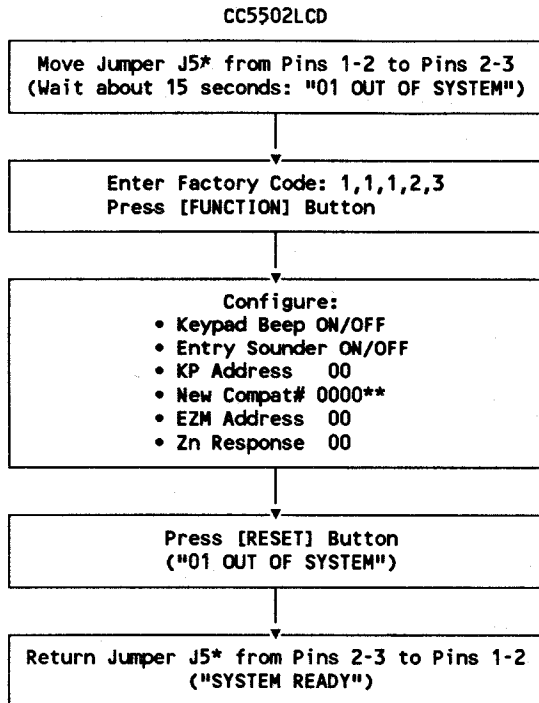 CC5502LCD
Move Jumper J5* from Pins 1-2 to Pins 2-3
(Wait about 15 seconds: "01 OUT OF SYSTEM")
Enter Factory Code: 1,1,1,2,3
Press [FUNCTION] Button
Configure:
• Keypad Beep ON/OFF
• Entry Sounder ON/OFF
• KP Address 00
• New Compat# 0000**
• EZM Address 00
• Zn Response 00
Press [RESET] Button
("01 OUT OF SYSTEM")
Return Jumper J5* from Pins 2-3 to Pins 1-2
("SYSTEM READY")